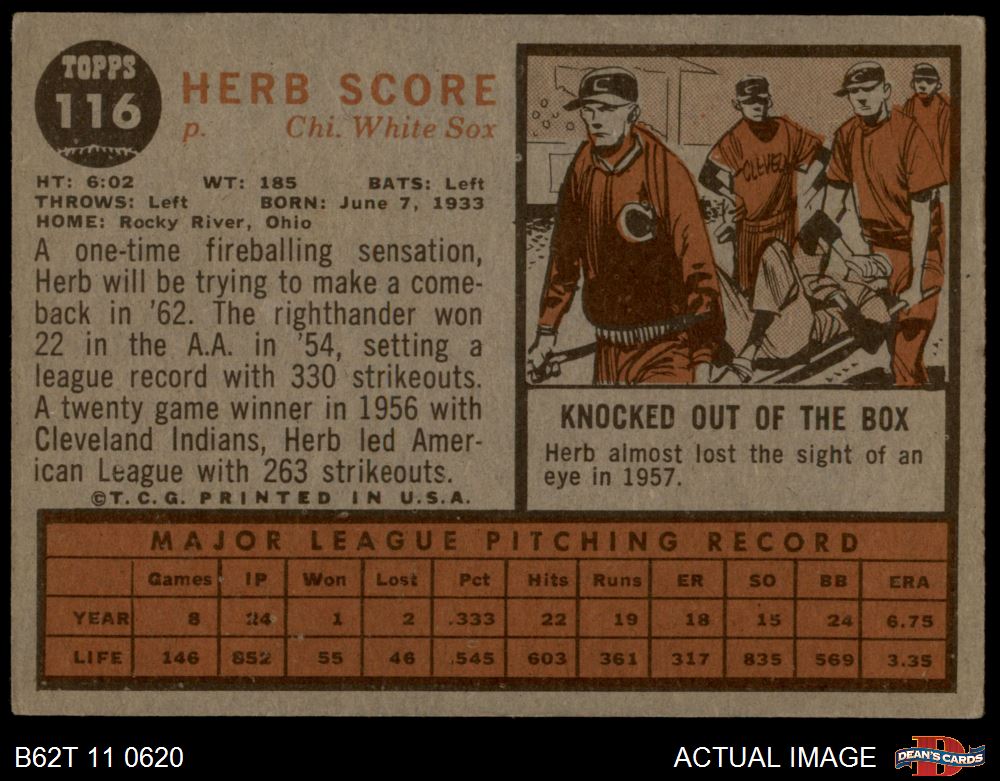 TOPPS
116
HERB SCORE
p. Chi. White Sox
HT: 6:02 WT: 185 BATS: Left
THROWS: Left BORN: June 7, 1933
HOME: Rocky River, Ohio
A one-time fireballing sensation,
Herb will be trying to make a come-
back in '62. The righthander won
22 in the A.A. in '54, setting a
league record with 330 strikeouts.
A twenty game winner in 1956 with
Cleveland Indians, Herb led Amer-
ican League with 263 strikeouts.
©T.C.G. PRINTED IN U.S.A.
C
C
C
C
C
CLEVELA
KNOCKED OUT OF THE BOX
Herb almost lost the sight of an
eye in 1957.
MAJOR LEAGUE PITCHING RECORD
Games IP Won Lost Pct Hits Runs ER SO BB ERA
YEAR 8 24 1 2 .333 22 19 18 15 24 6.75
LIFE 146 852 55 46 .545 603 361 317 835 569 3.35
B62T 11 0620
ACTUAL IMAGE
D
DEAN'S CARDS